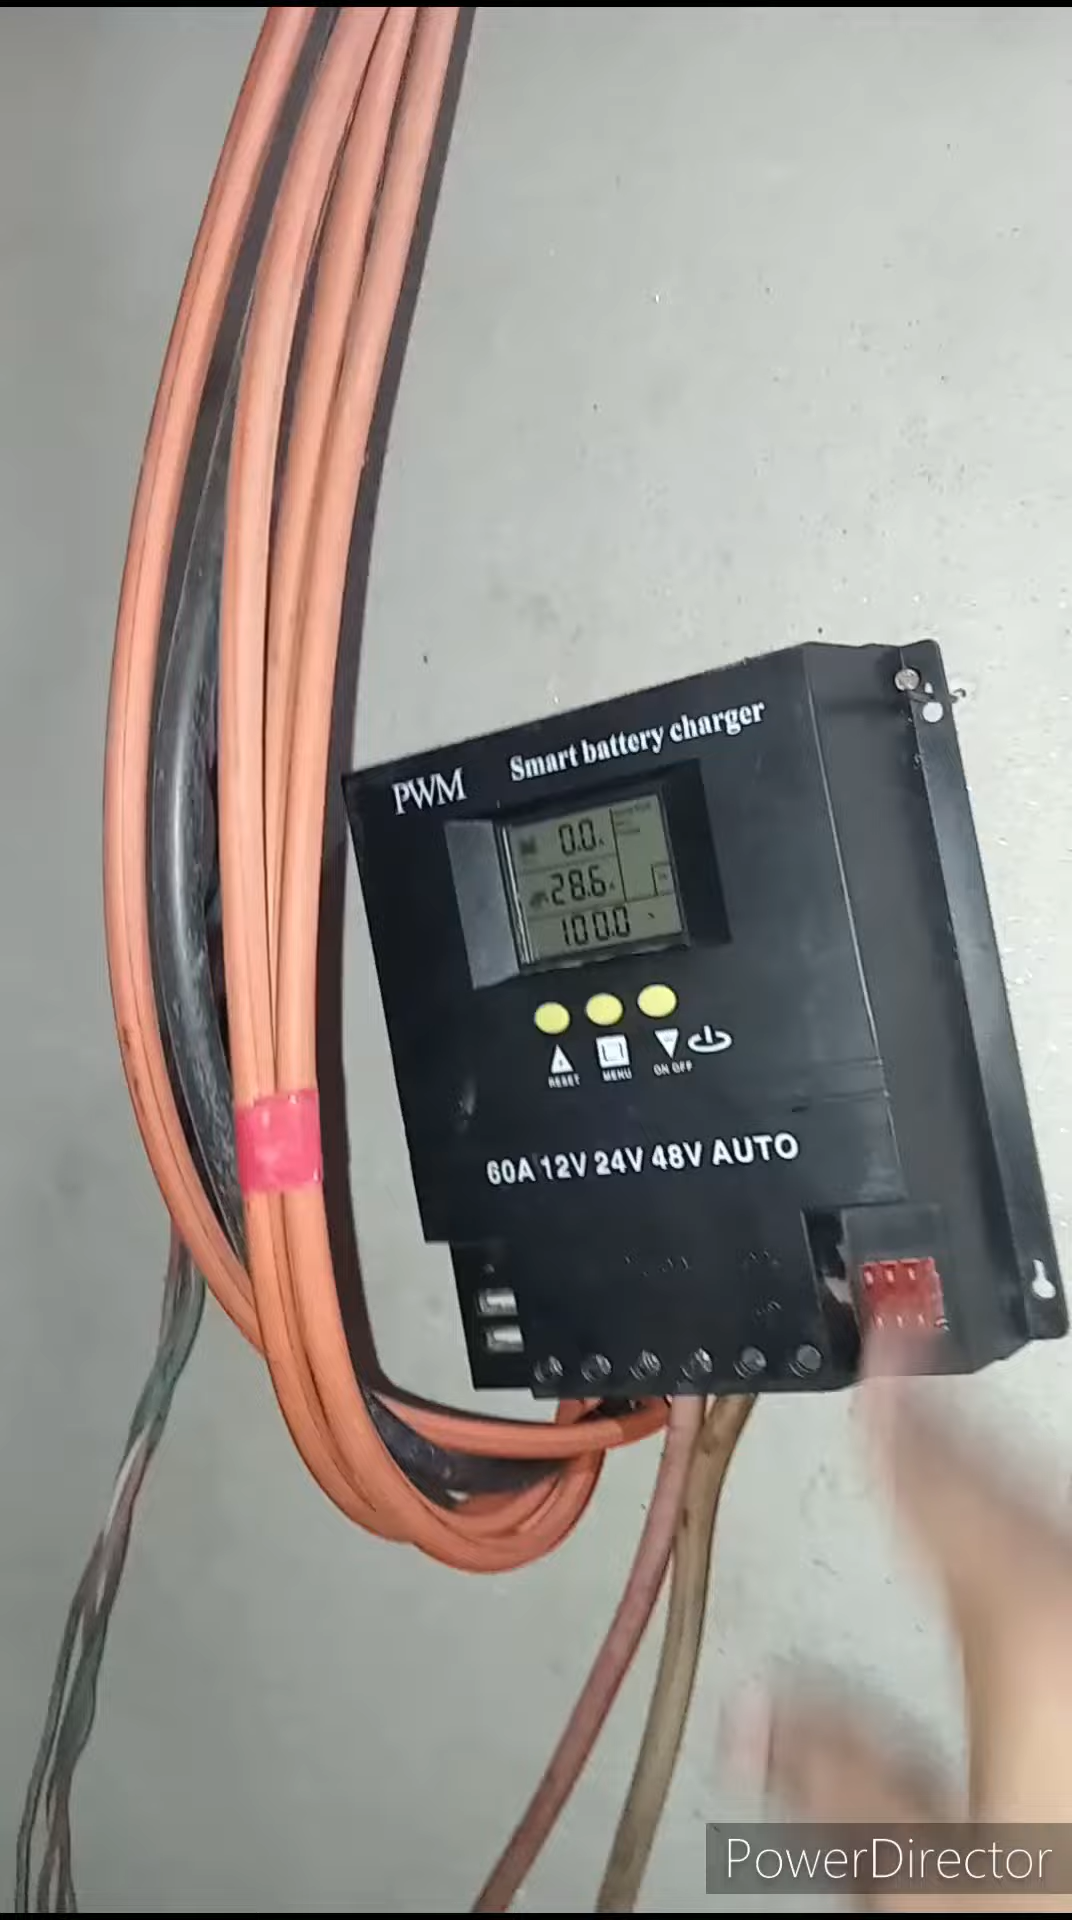 PWM Smart battery charger
0.0
28.6
100.0
RESET MENU ON OFF
60A 12V 24V 48V AUTO
PowerDirector